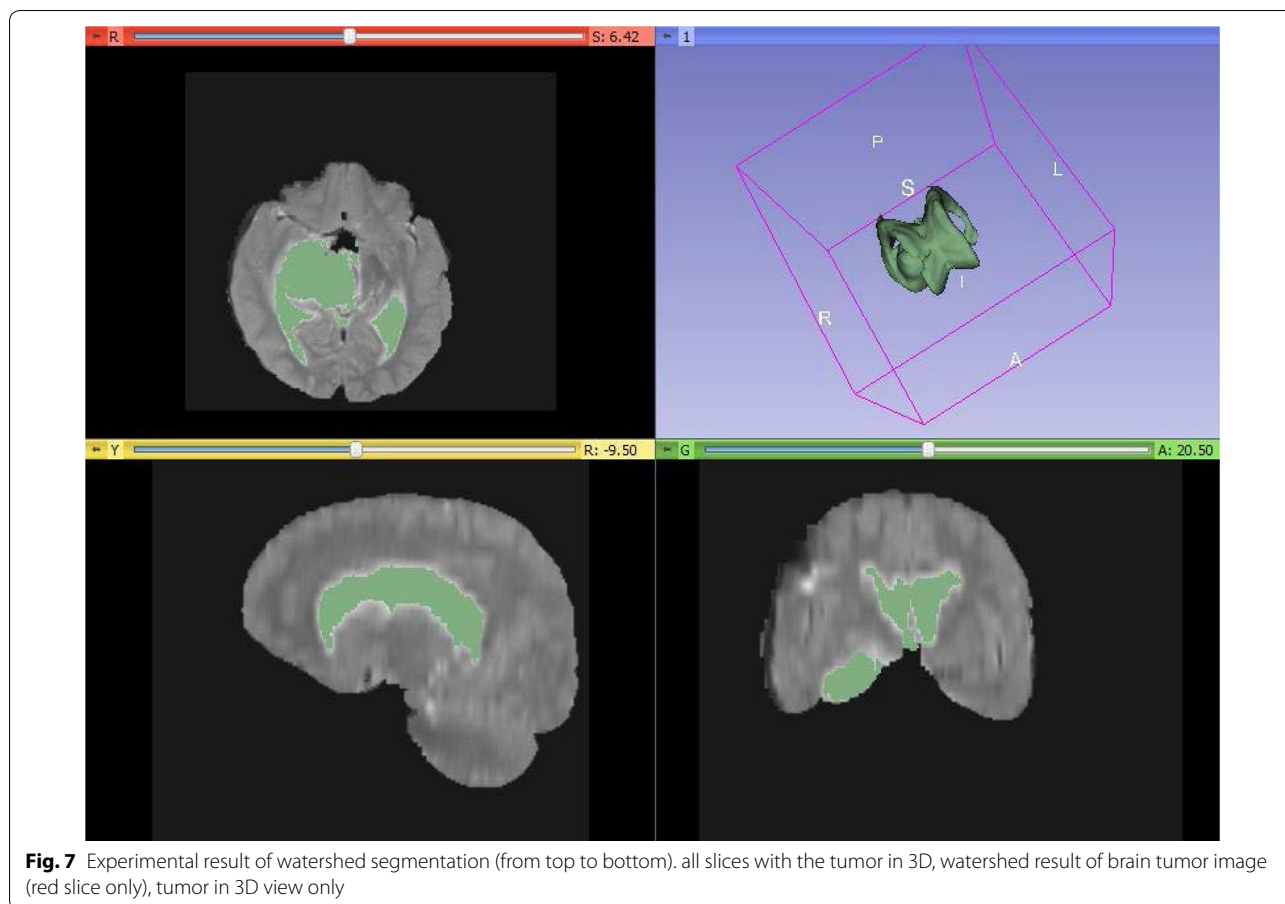 R S: 6.42
1
P
L
S
I
R
A
Y R: -9.50
G A: 20.50
Fig. 7 Experimental result of watershed segmentation (from top to bottom). all slices with the tumor in 3D, watershed result of brain tumor image
(red slice only), tumor in 3D view only